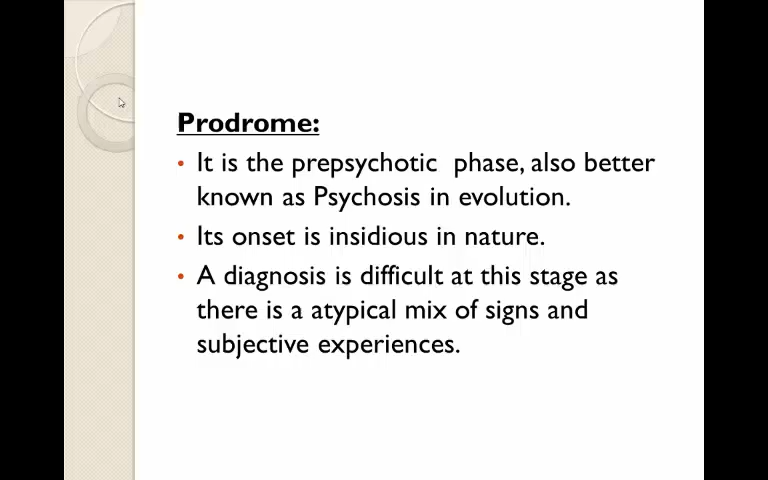 Prodrome:
• It is the prepsychotic  phase, also better
known as Psychosis in evolution.
• Its onset is insidious in nature.
• A diagnosis is difficult at this stage as
there is a atypical mix of signs and
subjective experiences.